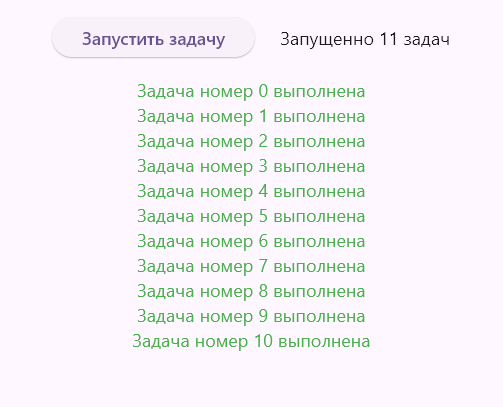 Запустить задачу
Запущенно 11 задач
Задача номер 0 выполнена
Задача номер 1 выполнена
Задача номер 2 выполнена
Задача номер 3 выполнена
Задача номер 4 выполнена
Задача номер 5 выполнена
Задача номер 6 выполнена
Задача номер 7 выполнена
Задача номер 8 выполнена
Задача номер 9 выполнена
Задача номер 10 выполнена